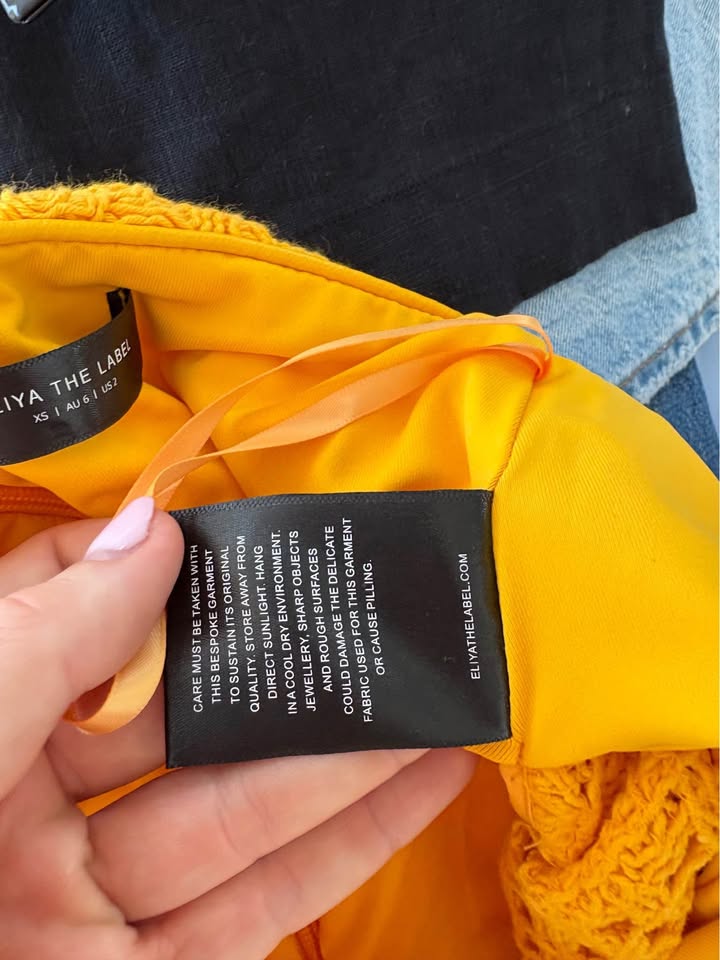 LIYA THE LABEL
XS | AU 6 | US 2
CARE MUST BE TAKEN WITH
THIS BESPOKE GARMENT
TO SUSTAIN ITS ORIGINAL
QUALITY. STORE AWAY FROM
DIRECT SUNLIGHT. HANG
IN A COOL DRY ENVIRONMENT.
JEWELLERY, SHARP OBJECTS
AND ROUGH SURFACES
COULD DAMAGE THE DELICATE
FABRIC USED FOR THIS GARMENT
OR CAUSE PILLING.
ELIYATHELABEL.COM